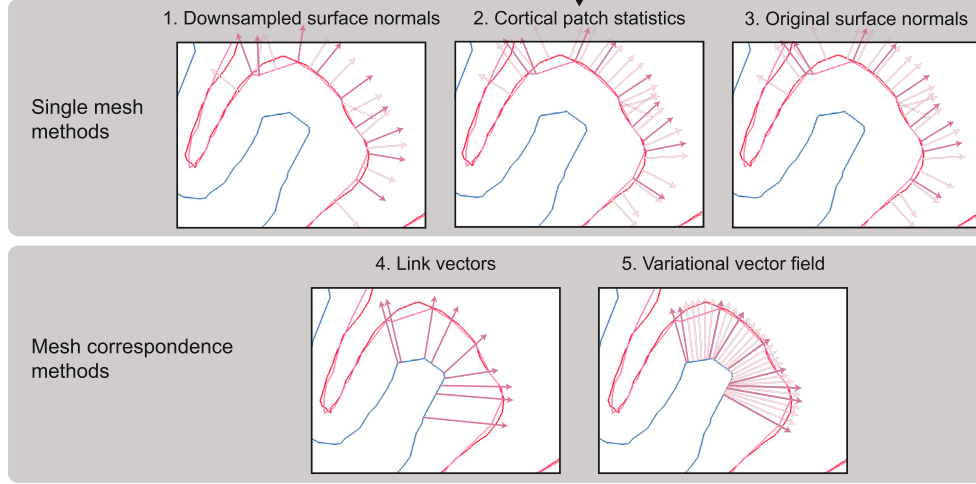 1. Downsampled surface normals
2. Cortical patch statistics
3. Original surface normals
Single mesh
methods
4. Link vectors
5. Variational vector field
Mesh correspondence
methods